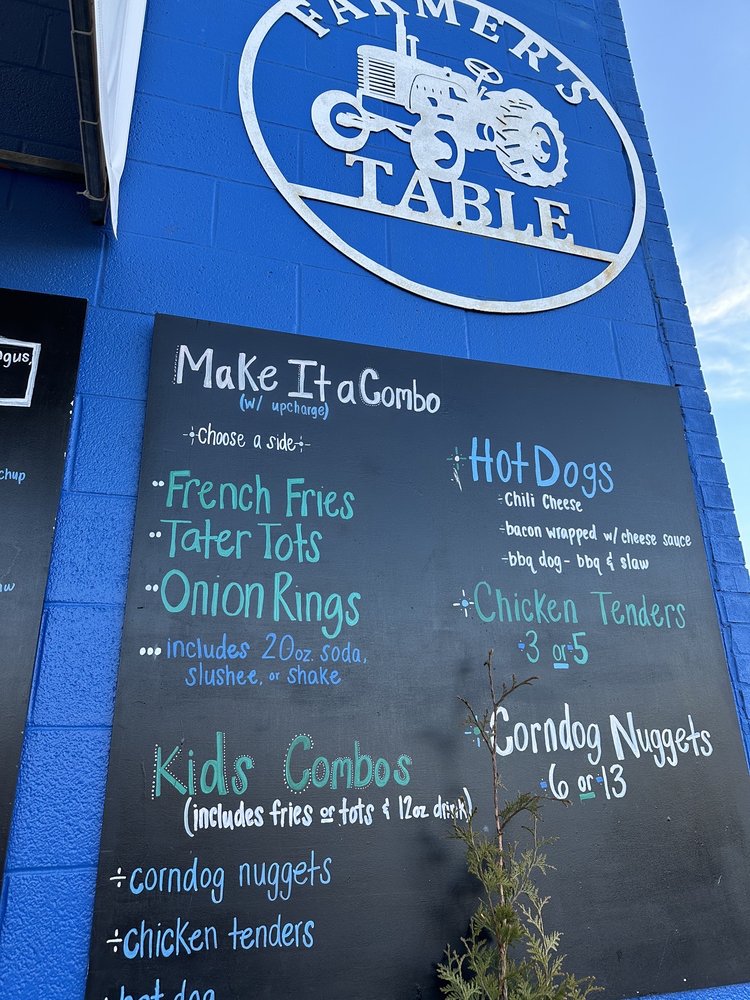 FARMER'S
TABLE
Make It a Combo
(w/ upcharge)
Choose a side
French Fries
Tater Tots
Onion Rings
includes 20oz. soda,
slushee, or shake
Kids Combos
(includes fries or tots & 12oz drink)
÷corndog nuggets
÷chicken tenders
hot dog
Hot Dogs
-Chili Cheese
-bacon wrapped w/ cheese sauce
-bbq dog- bbq & slaw
Chicken Tenders
3 or 5
Corndog Nuggets
6 or 13